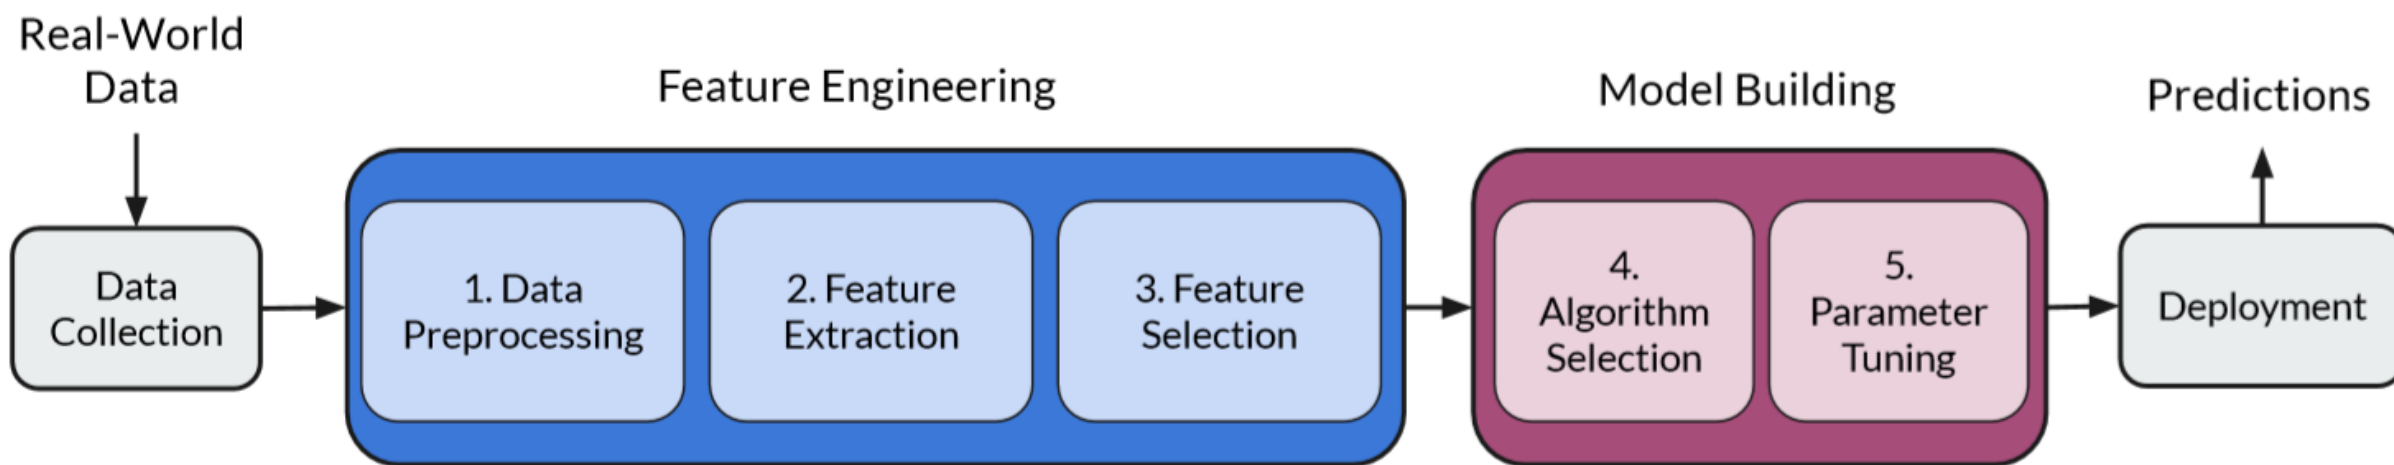 Real-World
Data
Feature Engineering
Model Building
Predictions
Data
Collection
1. Data
Preprocessing
2. Feature
Extraction
3. Feature
Selection
4.
Algorithm
Selection
5.
Parameter
Tuning
Deployment